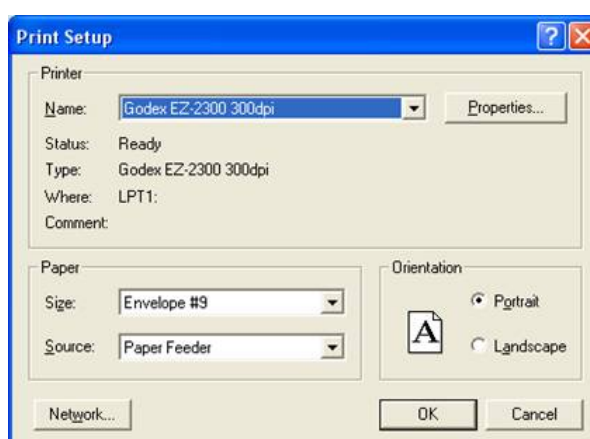 Print Setup
Printer
Name: Godex EZ-2300 300dpi Properties...
Status: Ready
Type: Godex EZ-2300 300dpi
Where: LPT1:
Comment:
Paper
Size: Envelope #9
Source: Paper Feeder
Orientation
A
Portrait
Landscape
Network... OK Cancel